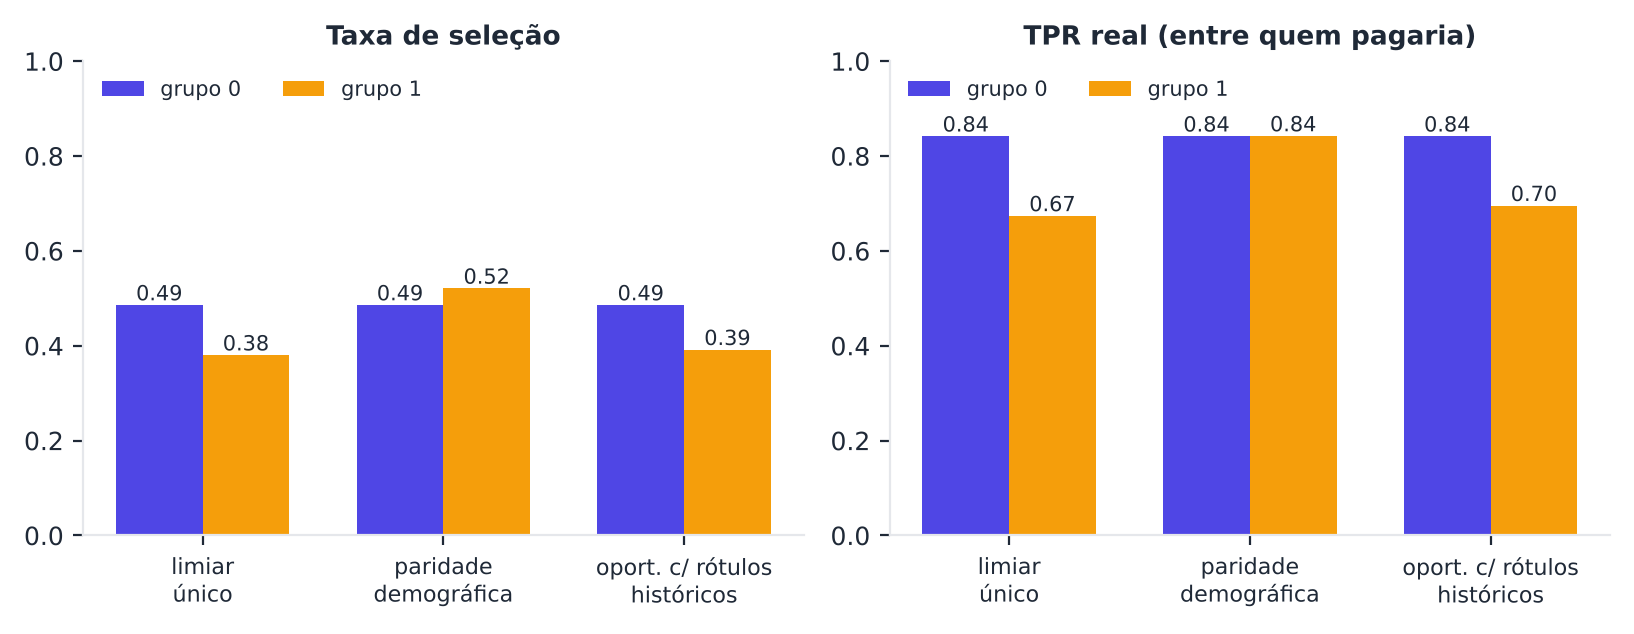 Taxa de seleção
1.0
0.8
0.6
0.4
0.2
0.0
grupo 0
grupo 1
0.49
0.38
0.49
0.52
0.49
0.39
limiar
único
paridade
demográfica
oport. c/ rótulos
históricos
TPR real (entre quem pagaria)
1.0
0.8
0.6
0.4
0.2
0.0
grupo 0
grupo 1
0.84
0.67
0.84
0.84
0.84
0.70
limiar
único
paridade
demográfica
oport. c/ rótulos
históricos